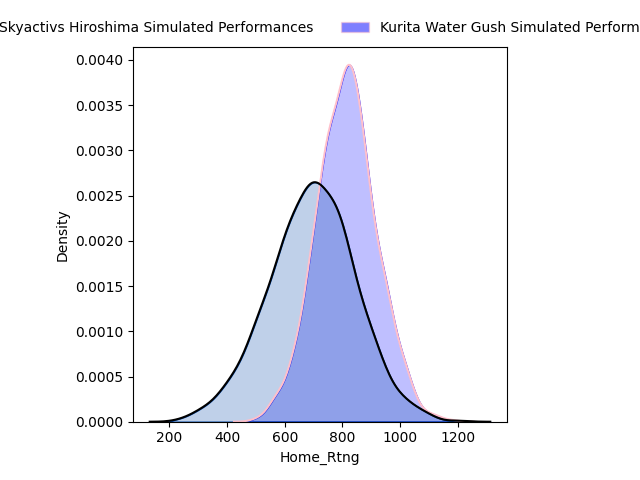 Skyactivs Hiroshima Simulated Performances
Kurita Water Gush Simulated Perform
0.0040
0.0035
0.0030
0.0025
0.0020
0.0015
0.0010
0.0005
0.0000
Density
200 400 600 800 1000 1200
Home_Rtng